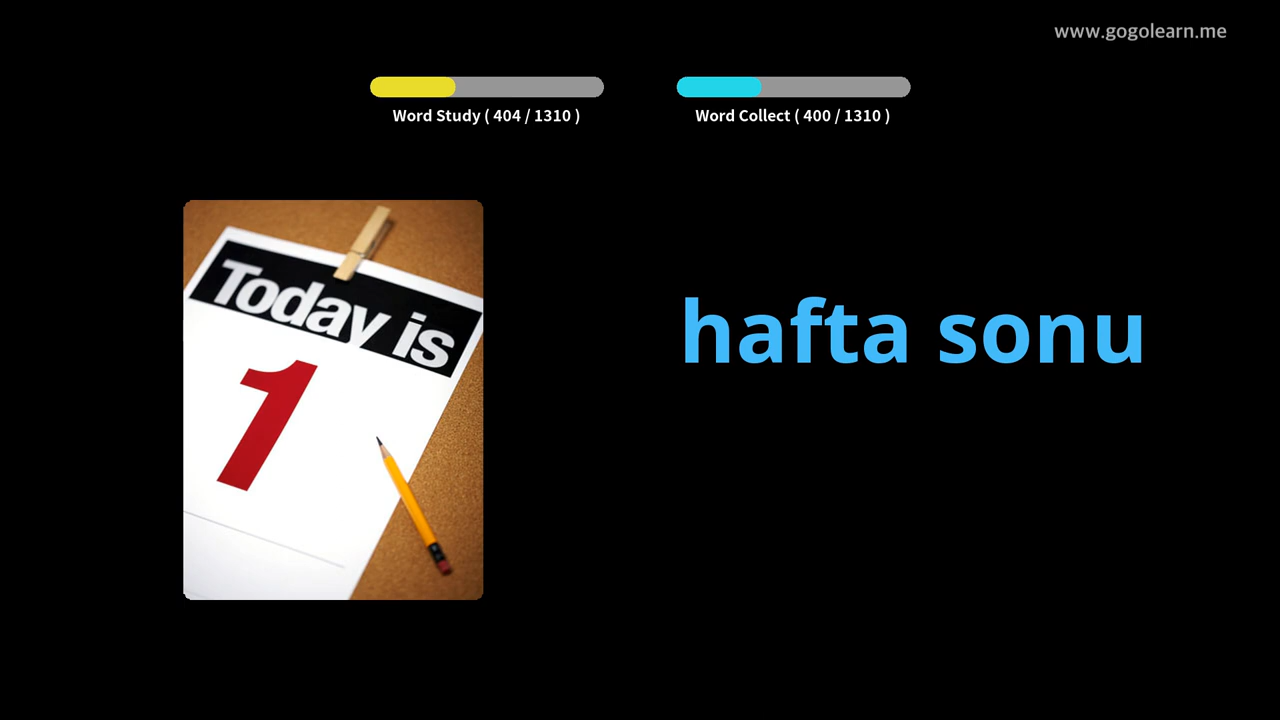 www.gogolearn.me
Word Study ( 404 / 1310 )
Word Collect ( 400 / 1310 )
Today is
1
hafta sonu